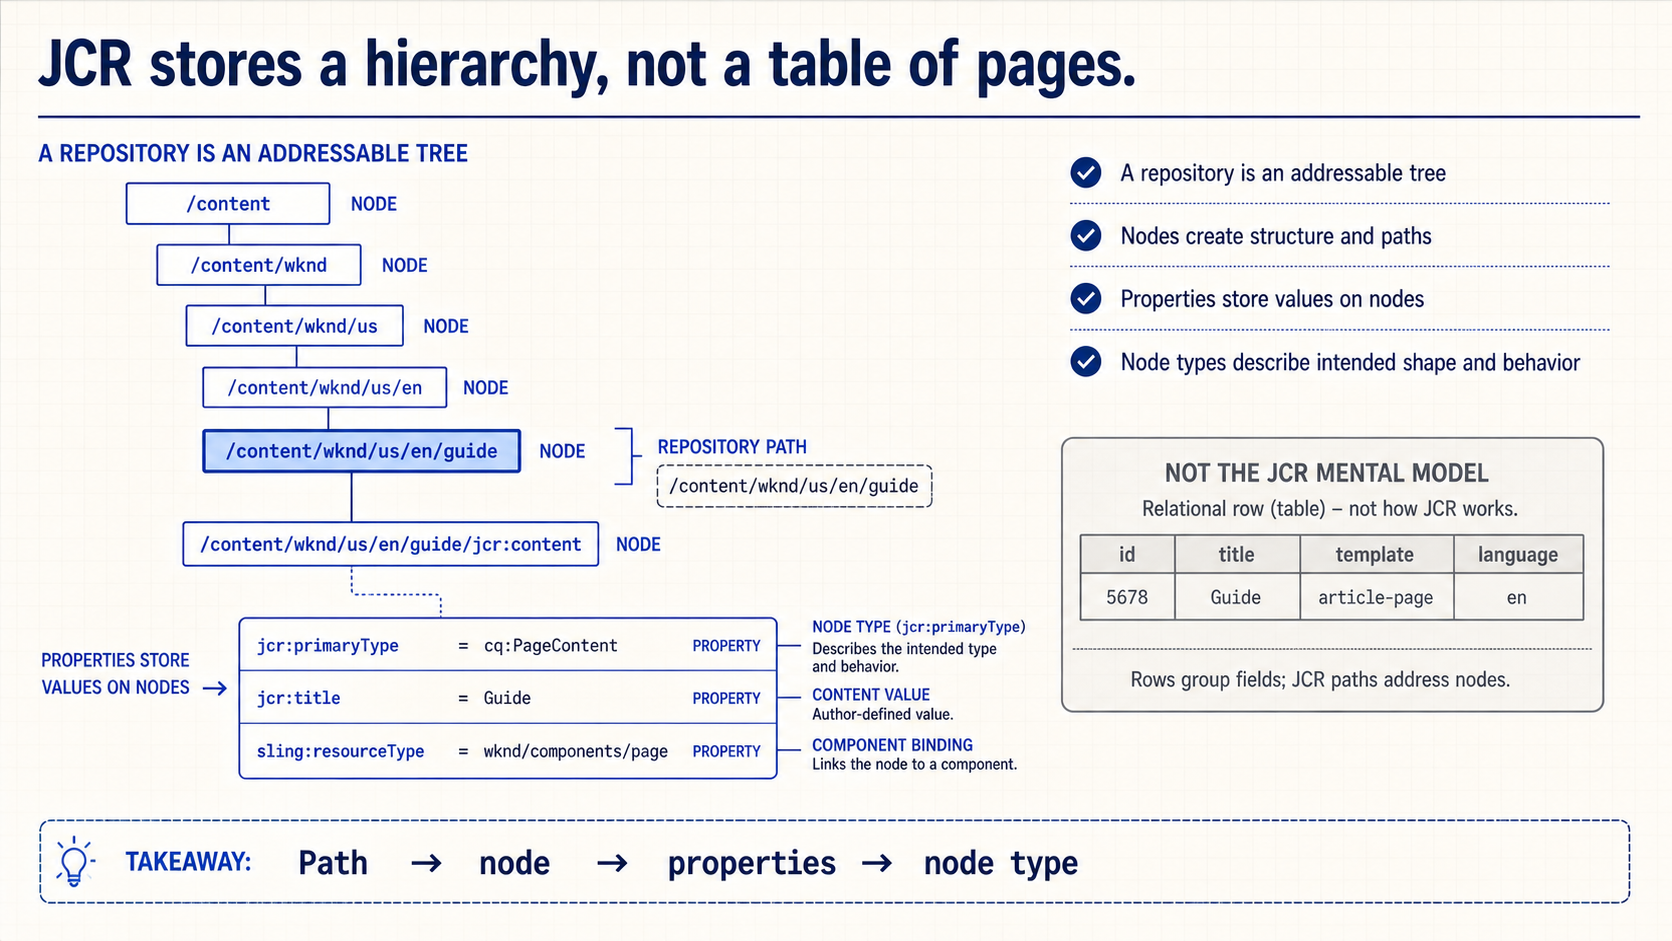 JCR stores a hierarchy, not a table of pages.
A REPOSITORY IS AN ADDRESSABLE TREE
/content NODE
/content/wknd NODE
/content/wknd/us NODE
/content/wknd/us/en NODE
/content/wknd/us/en/guide NODE
REPOSITORY PATH
/content/wknd/us/en/guide
/content/wknd/us/en/guide/jcr:content NODE
PROPERTIES STORE
VALUES ON NODES →
jcr:primaryType = cq:PageContent PROPERTY
jcr:title = Guide PROPERTY
sling:resourceType = wknd/components/page PROPERTY
NODE TYPE (jcr:primaryType)
Describes the intended type
and behavior.
CONTENT VALUE
Author-defined value.
COMPONENT BINDING
Links the node to a component.
A repository is an addressable tree
Nodes create structure and paths
Properties store values on nodes
Node types describe intended shape and behavior
NOT THE JCR MENTAL MODEL
Relational row (table) – not how JCR works.
id title template language
5678 Guide article-page en
Rows group fields; JCR paths address nodes.
TAKEAWAY: Path → node → properties → node type